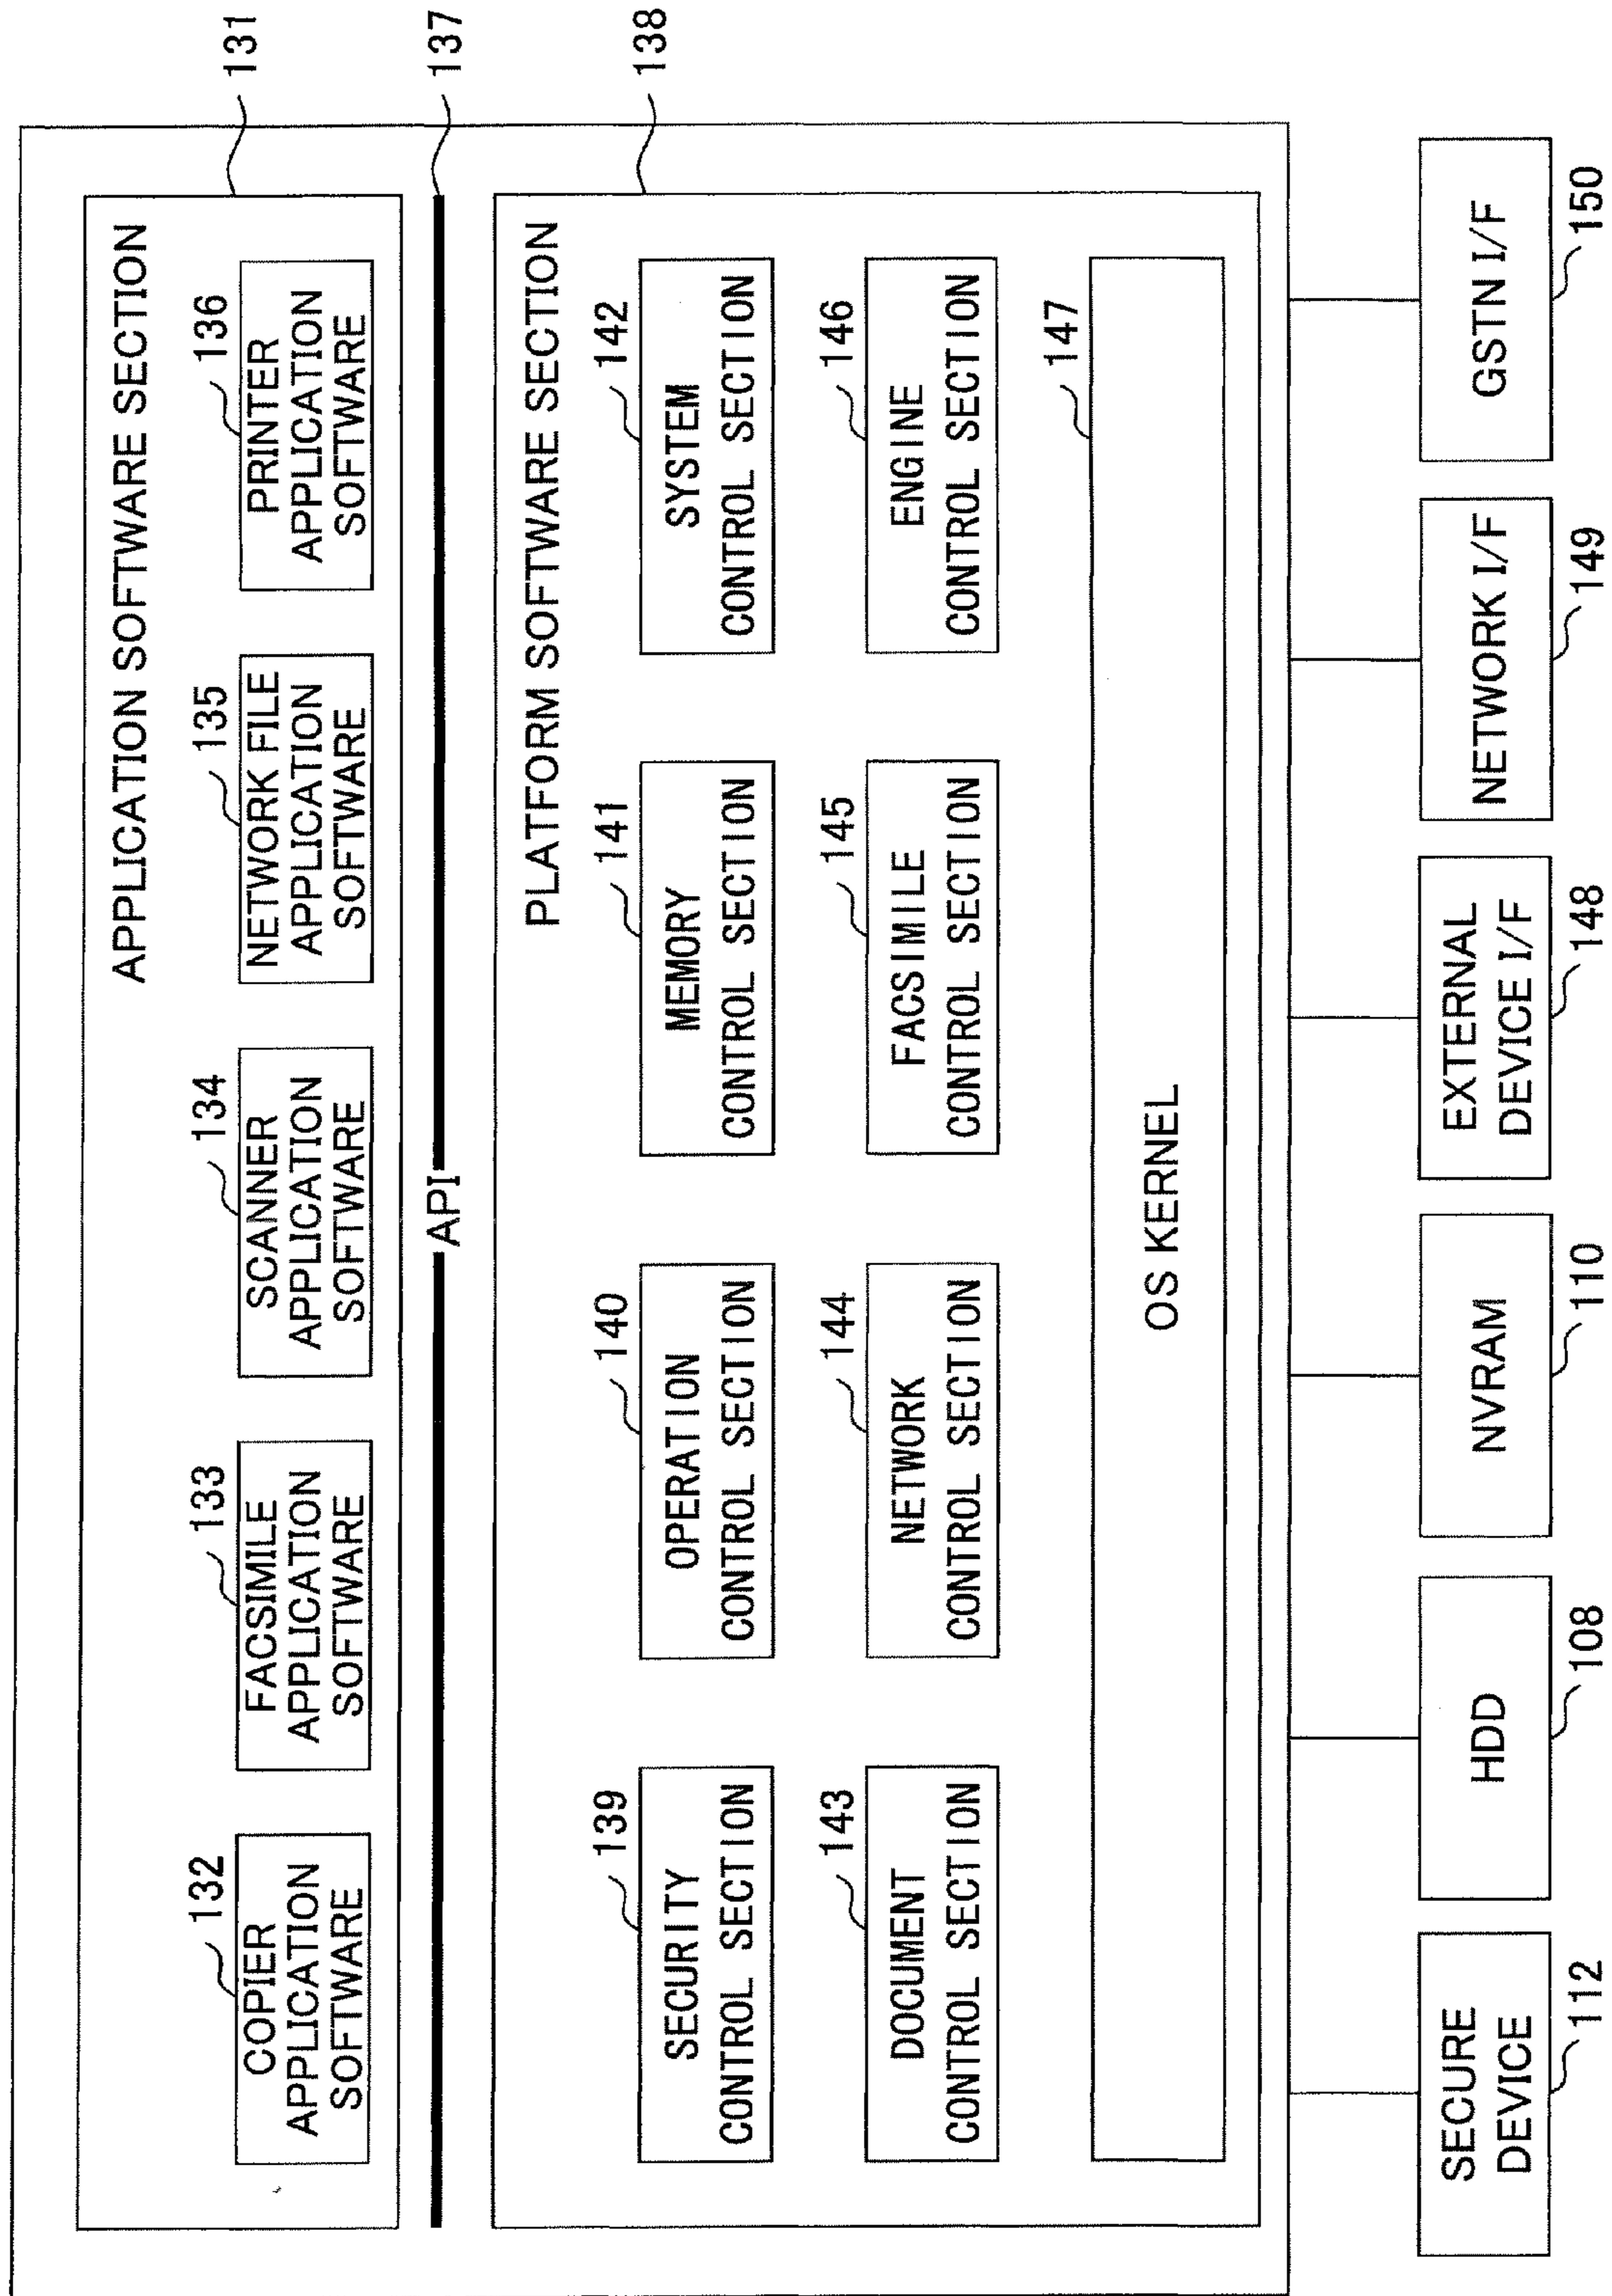 APPLICATION SOFTWARE SECTION
131
132
COPIER
APPLICATION
SOFTWARE
133
FACSIMILE
APPLICATION
SOFTWARE
134
SCANNER
APPLICATION
SOFTWARE
135
NETWORK FILE
APPLICATION
SOFTWARE
136
PRINTER
APPLICATION
SOFTWARE
API
137
PLATFORM SOFTWARE SECTION
138
139
SECURITY
CONTROL SECTION
140
OPERATION
CONTROL SECTION
141
MEMORY
CONTROL SECTION
142
SYSTEM
CONTROL SECTION
143
DOCUMENT
CONTROL SECTION
144
NETWORK
CONTROL SECTION
145
FACSIMILE
CONTROL SECTION
146
ENGINE
CONTROL SECTION
147
OS KERNEL
SECURE
DEVICE
112
HDD
108
NVRAM
110
EXTERNAL
DEVICE I/F
148
NETWORK I/F
149
GSTN I/F
150